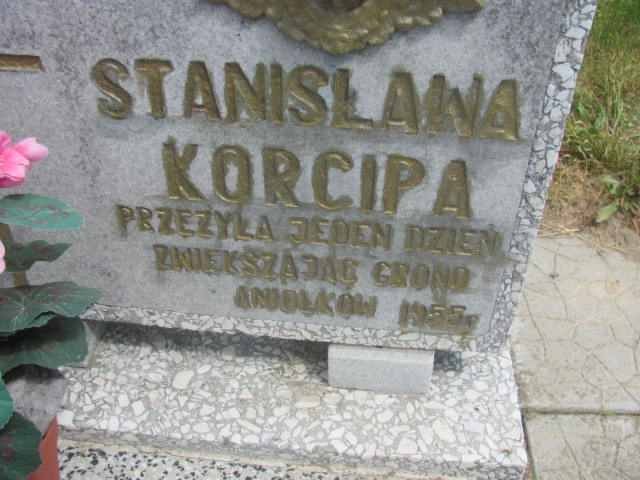 STANISŁAWA
KORCIPA
PRZEŻYŁA JEDEN DZIEŃ
ZWIĘKSZAJĄC GRONO
ANIOŁKÓW 1955r